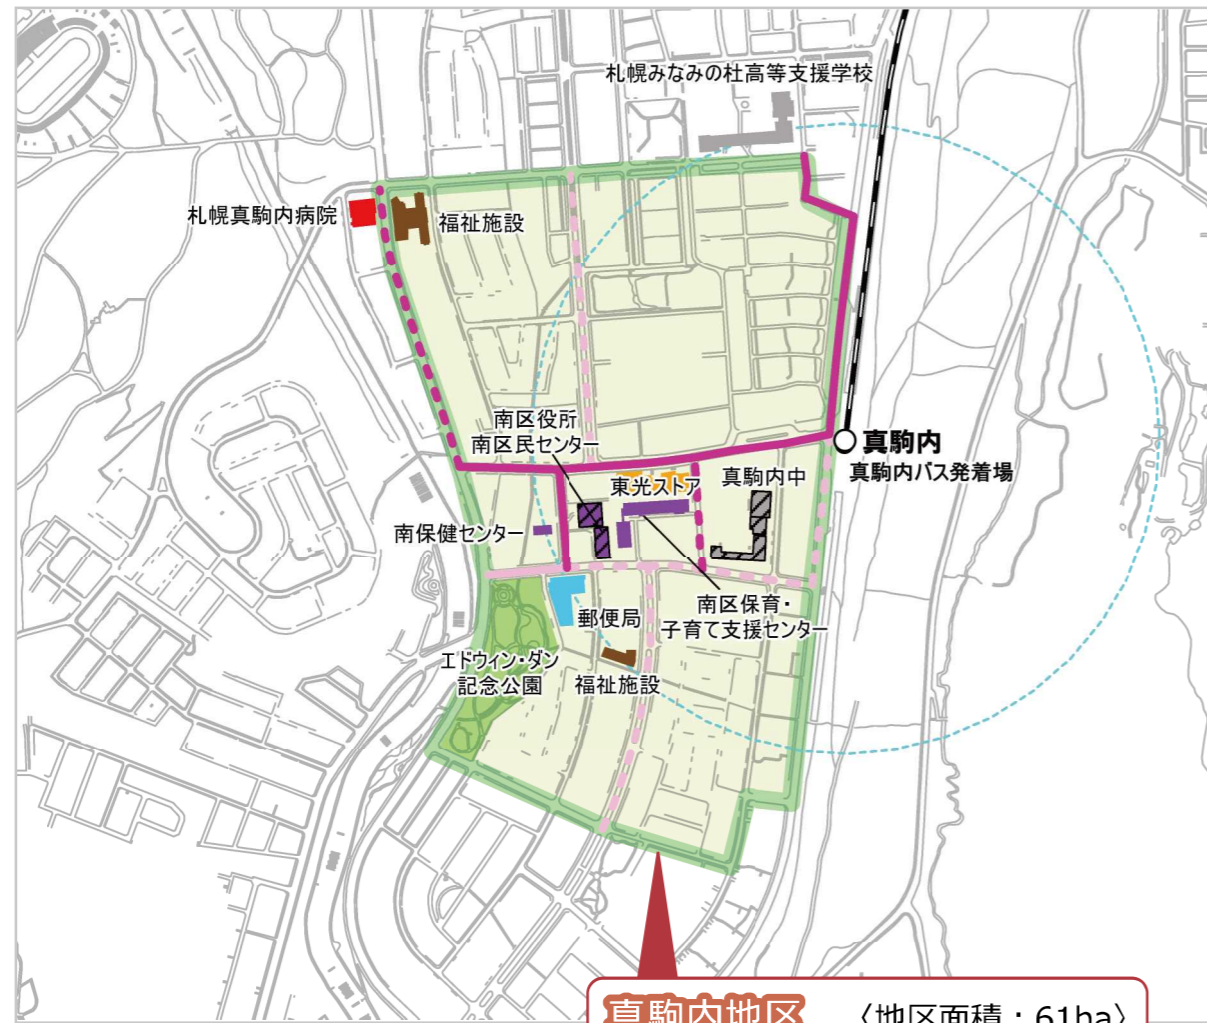 札幌みなみの杜高等支援学校
札幌真駒内病院
福祉施設
南区役所
南区民センター
真駒内
真駒内バス発着場
東光ストア
真駒内中
南保健センター
郵便局
南区保育・
子育て支援センター
エドウィン・ダン
記念公園
福祉施設
真駒内地区 〈地区面積:61ha〉